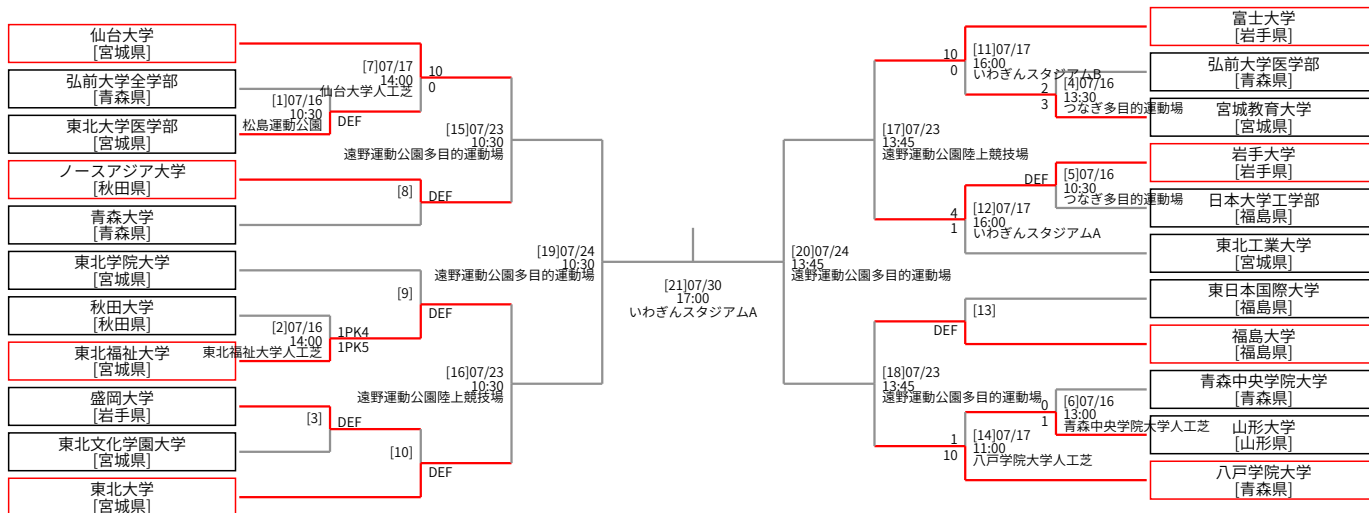 仙台大学
[宮城県]
弘前大学全学部
[青森県]
東北大学医学部
[宮城県]
ノースアジア大学
[秋田県]
青森大学
[青森県]
東北学院大学
[宮城県]
秋田大学
[秋田県]
東北福祉大学
[宮城県]
盛岡大学
[岩手県]
東北文化学園大学
[宮城県]
東北大学
[宮城県]
[1]07/16
10:30
松島運動公園
DEF
[2]07/16
14:00
東北福祉大学人工芝
1PK4
1PK5
[3]
DEF
[7]07/17
14:00
仙台大学人工芝
10
0
[8]
DEF
[9]
DEF
[10]
DEF
[15]07/23
10:30
遠野運動公園多目的運動場
[16]07/23
10:30
遠野運動公園陸上競技場
[19]07/24
10:30
遠野運動公園多目的運動場
[21]07/30
17:00
いわぎんスタジアムA
[20]07/24
13:45
遠野運動公園多目的運動場
[17]07/23
13:45
遠野運動公園陸上競技場
[18]07/23
13:45
遠野運動公園多目的運動場
10
0
[11]07/17
16:00
いわぎんスタジアムB
4
1
[12]07/17
16:00
いわぎんスタジアムA
[13]
DEF
1
10
[14]07/17
11:00
八戸学院大学人工芝
2
3
[4]07/16
13:30
つなぎ多目的運動場
DEF
[5]07/16
10:30
つなぎ多目的運動場
0
1
[6]07/16
13:00
青森中央学院大学人工芝
富士大学
[岩手県]
弘前大学医学部
[青森県]
宮城教育大学
[宮城県]
岩手大学
[岩手県]
日本大学工学部
[福島県]
東北工業大学
[宮城県]
東日本国際大学
[福島県]
福島大学
[福島県]
青森中央学院大学
[青森県]
山形大学
[山形県]
八戸学院大学
[青森県]